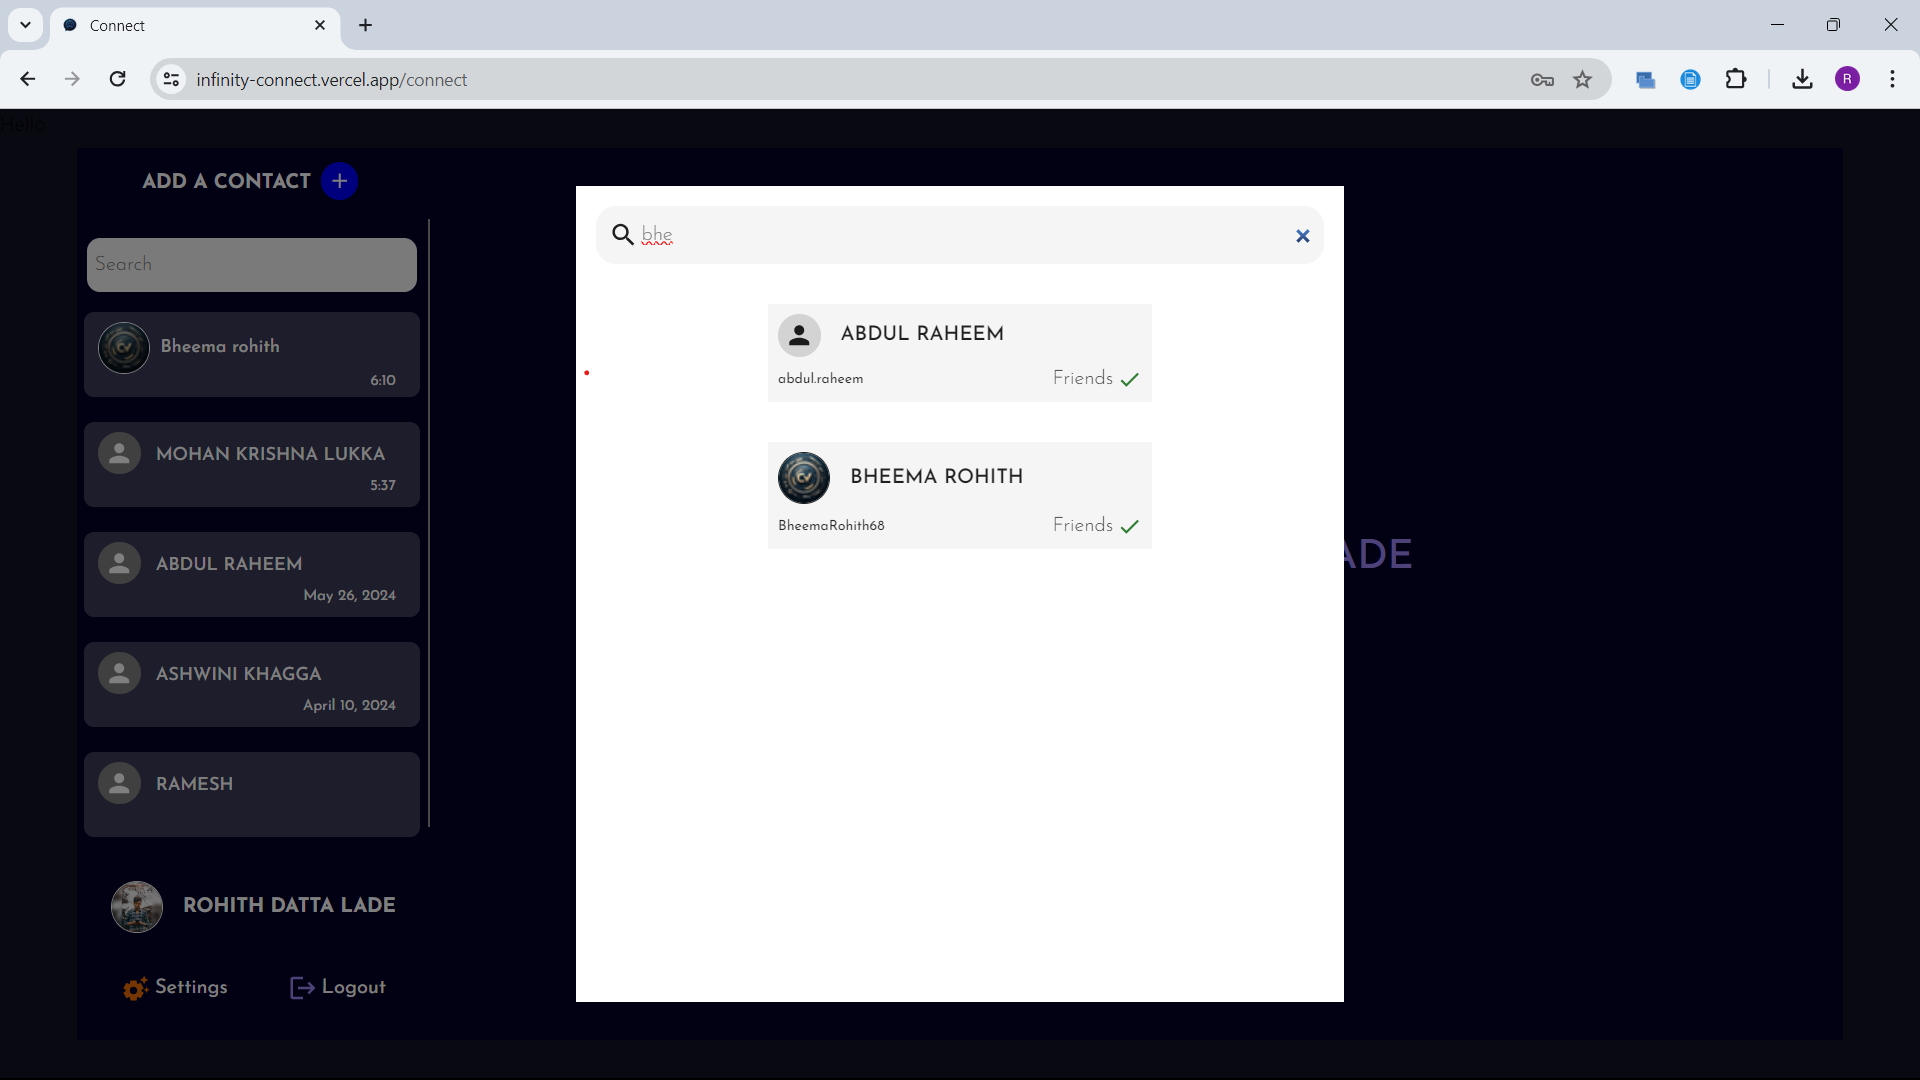 Connect
infinity-connect.vercel.app/connect
R
Hello
ADD A CONTACT
Search
Bheema rohith
6:10
MOHAN KRISHNA LUKKA
5:37
ABDUL RAHEEM
May 26, 2024
ASHWINI KHAGGA
April 10, 2024
RAMESH
ROHITH DATTA LADE
Settings
Logout
bhe
ABDUL RAHEEM
abdul.raheem
Friends
BHEEMA ROHITH
BheemaRohith68
Friends
ADE